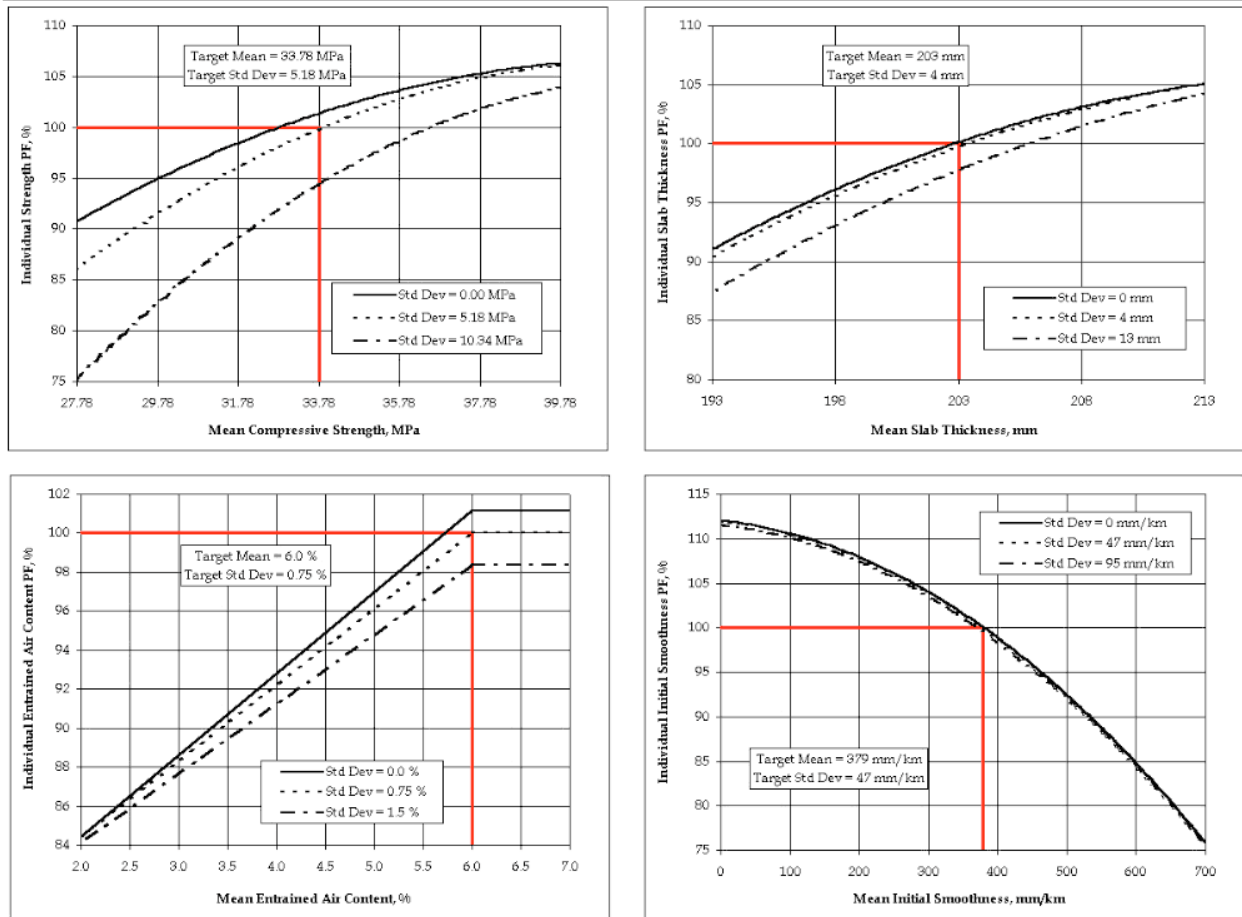 110
105
100
95
90
85
80
75
Individual Strength PF, %
Target Mean = 33.78 MPa
Target Std Dev = 5.18 MPa
Std Dev = 0.00 MPa
Std Dev = 5.18 MPa
Std Dev = 10.34 MPa
27.78 29.78 31.78 33.78 35.78 37.78 39.78
Mean Compressive Strength, MPa
110
105
100
95
90
85
80
Individual Slab Thickness PF, %
Target Mean = 203 mm
Target Std Dev = 4 mm
Std Dev = 0 mm
Std Dev = 4 mm
Std Dev = 13 mm
193 198 203 208 213
Mean Slab Thickness, mm
102
100
98
96
94
92
90
88
86
84
Individual Entrained Air Content PF, %
Target Mean = 6.0 %
Target Std Dev = 0.75 %
Std Dev = 0.0 %
Std Dev = 0.75 %
Std Dev = 1.5 %
2.0 2.5 3.0 3.5 4.0 4.5 5.0 5.5 6.0 6.5 7.0
Mean Entrained Air Content, %
115
110
105
100
95
90
85
80
75
Individual Initial Smoothness PF, %
Std Dev = 0 mm/km
Std Dev = 47 mm/km
Std Dev = 95 mm/km
Target Mean = 379 mm/km
Target Std Dev = 47 mm/km
0 100 200 300 400 500 600 700
Mean Initial Smoothness, mm/km